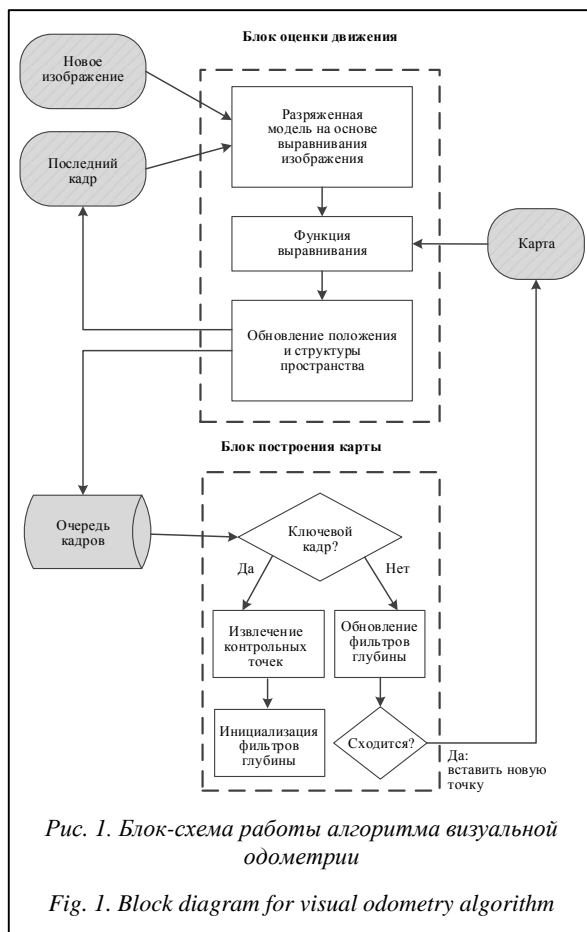 Блок оценки движения
Новое
изображение
Разряженная
модель на основе
выравнивания
изображения
Последний
кадр
Функция
выравнивания
Карта
Обновление положения
и структуры
пространства
Блок построения карты
Очередь
кадров
Ключевой
кадр?
Да
Нет
Извлечение
контрольных
точек
Обновление
фильтров
глубины
Инициализация
фильтров
глубины
Сходится?
Да:
вставить новую
точку
Рис. 1. Блок-схема работы алгоритма визуальной
одометрии
Fig. 1. Block diagram for visual odometry algorithm